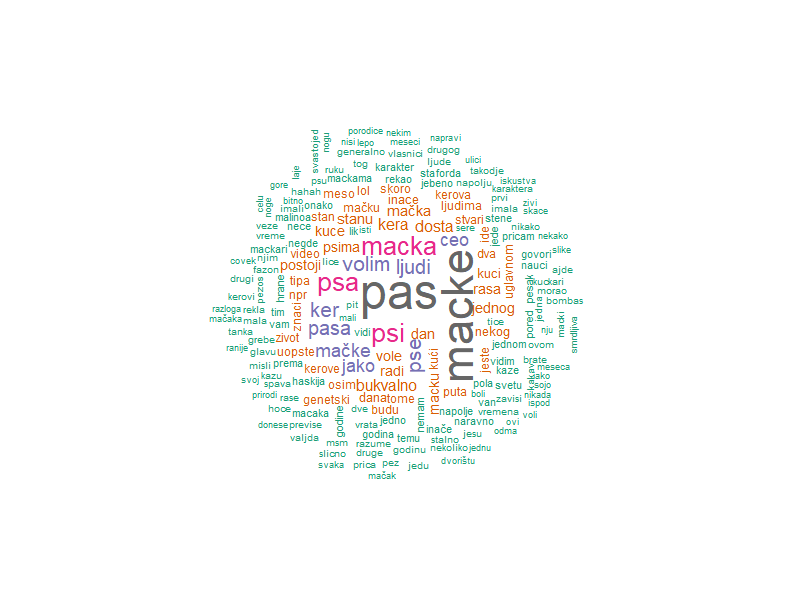 porodice nekim
nogu
svastojed
nisi lepo meseci napravi
generalno vlasnici drugog
laje
tog karakter ljude ulici
ruku staforda takodje
psu mackama rekao jebeno napolju iskustva
gore
hahah meso lol skoro kerova karaktera
celu
noge
bitno onako inace prvi zivi
imali mačku mačka ljudima imala skace
malinoa stan stanu kera dosta stvari stene
veze nece kuce lik isti sere nikako
vreme negde psima macka ceo ide jede pricam nekako
mackari video volim ljudi dva uglavnom govori slike
covek njim lice
fazon postoji nauci ajde
drugi pezos hrane tipa psa pas macke kuci pesak kuckari
kerovi npr rasa jedna morao
razloga rekla znaci ker pit jednog bombas
mačaka mala tim mali tice pored nju macki
tanka vam pasa vidi psi dan nekog smrdljiva
grebe zivot jednom ovom
ranije glavu uopste mačke pse kući jeste vidim brate
misli prema vole kaze meseca
svoj kazu kerove jako radi macku pola svetu kakav jako
spava haskija osim bukvalno puta boli sojo
prirodi rase genetski dana tome van zavisi nikada
hoce macaka godine dve budu nemam napolje vremena ispod
voli
donese previse vrata jedno naravno ovi
valjda msm godina temu inače jesu odma
razume stalno
slicno druge godinu nekoliko jednu
svaka prica pez jedu dvorištu
mačak